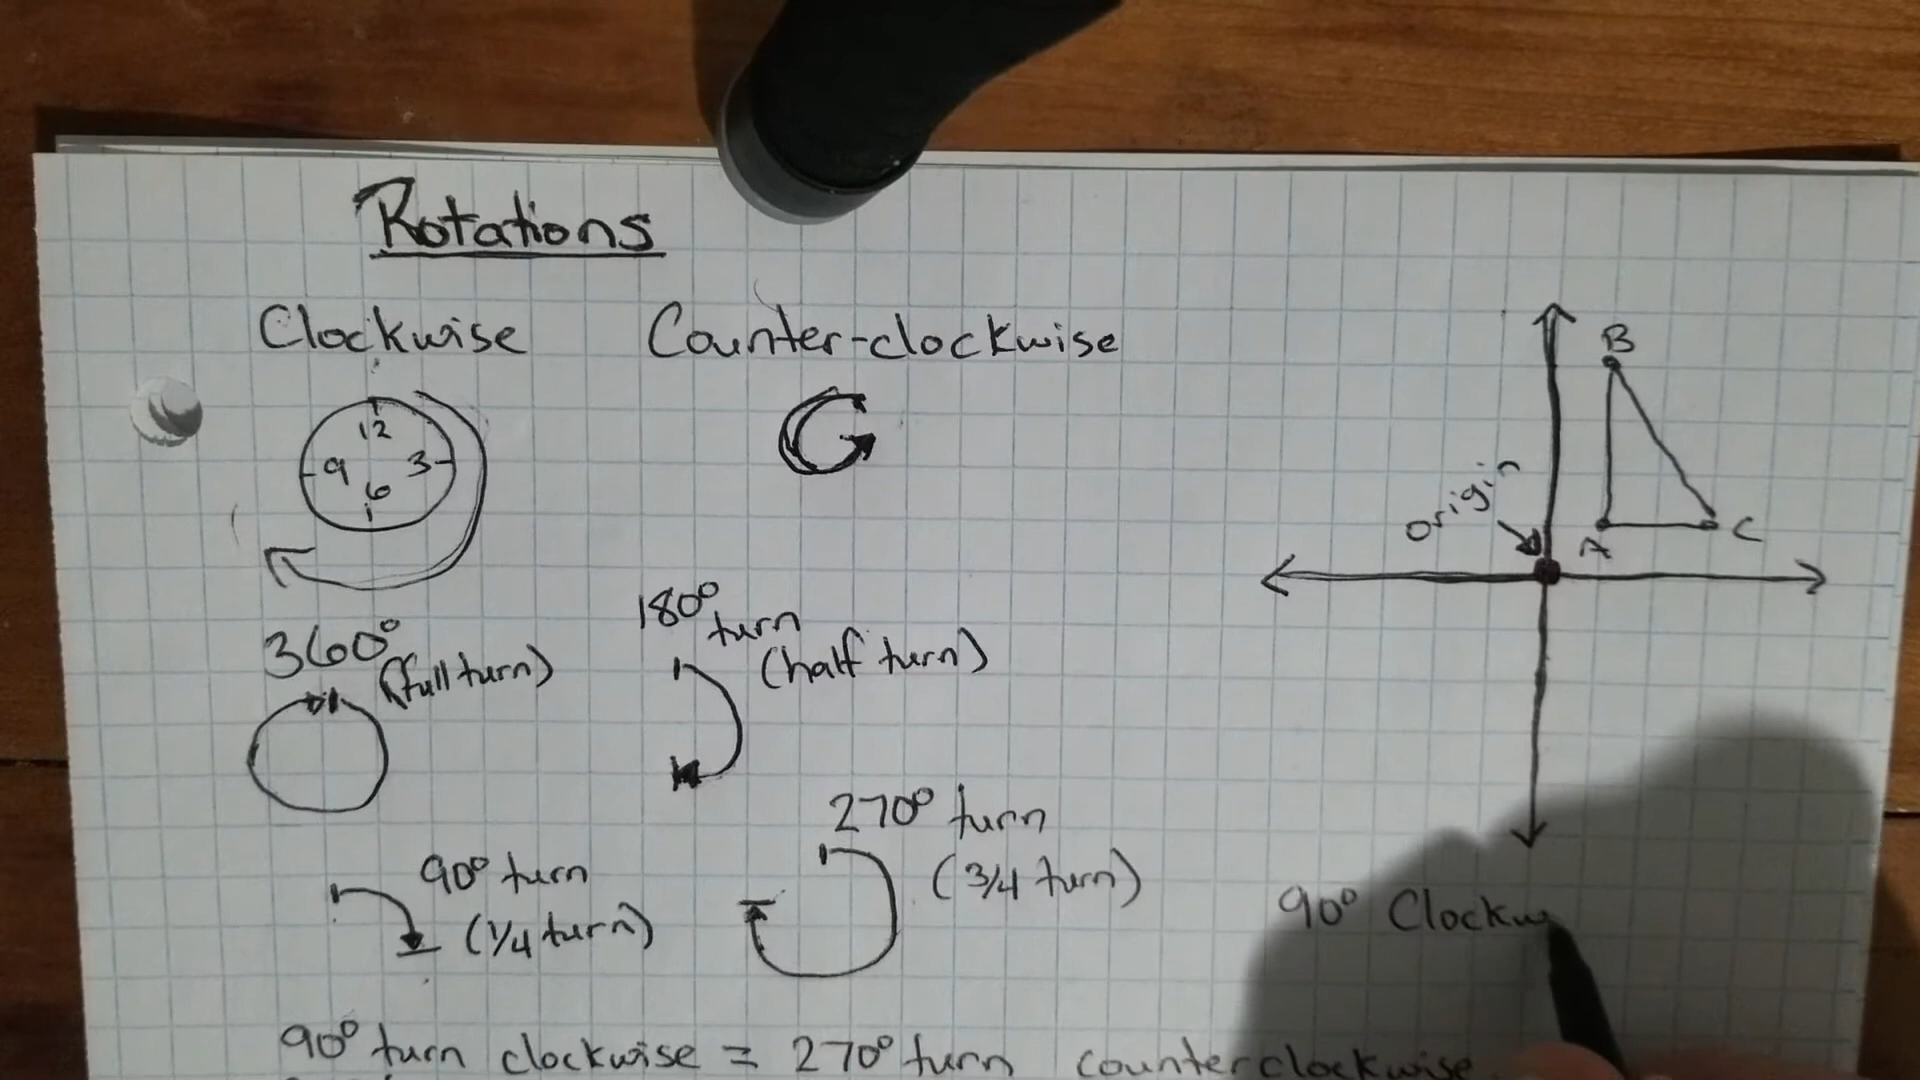 Rotations
Clockwise
Counter-clockwise
12
9 3
6
360°
(full turn)
180°
turn
(half turn)
90° turn
(1/4 turn)
270° turn
(3/4 turn)
90° turn clockwise = 270° turn counterclockwise
B
Origin
A
C
90° Clockw